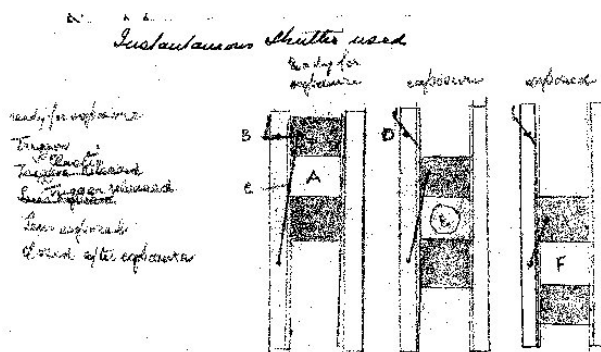 Instantaneous Shutter used
Ready for exposure
exposure
exposed
ready for exposure
Trigger
Elastic
Trigger released
Lens exposed
Closed after exposure
B
A
C
D
E
F